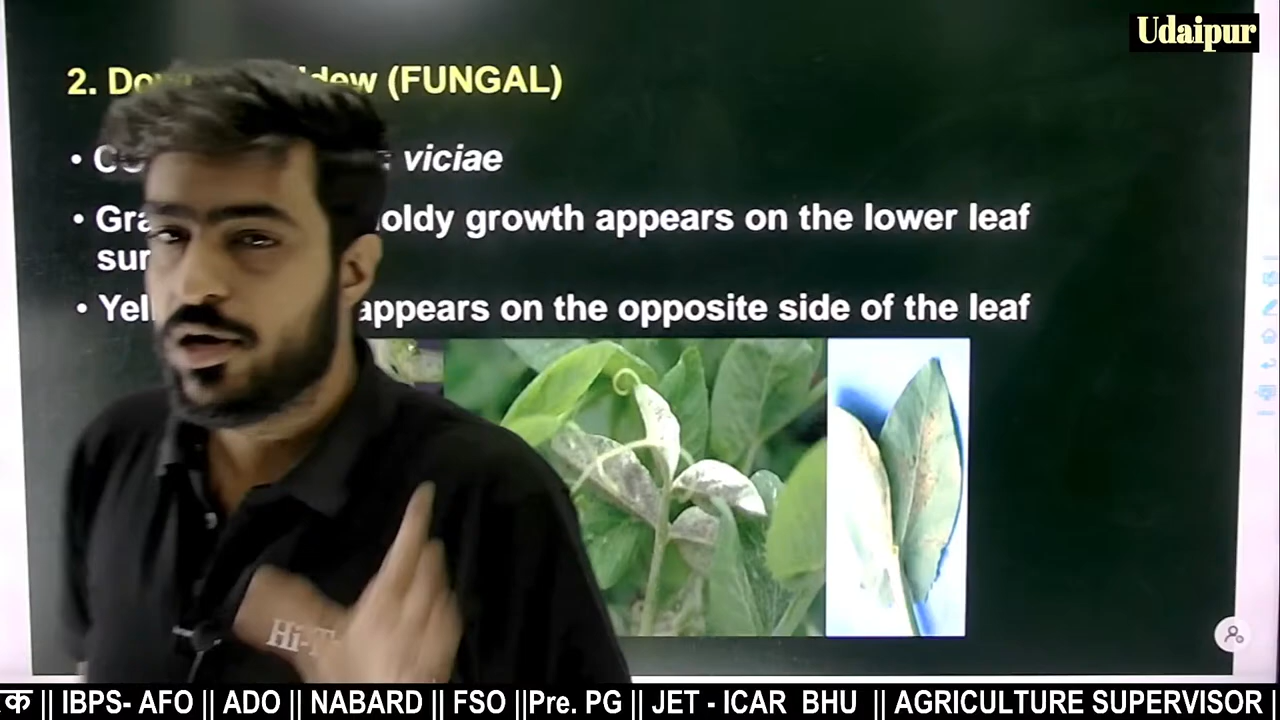 Udaipur
2. Do dew (FUNGAL)
• viciae
• Gra oldy growth appears on the lower leaf
sur
• Yel appears on the opposite side of the leaf
Hi-T
क || IBPS- AFO || ADO || NABARD || FSO ||Pre. PG || JET - ICAR BHU || AGRICULTURE SUPERVISOR |